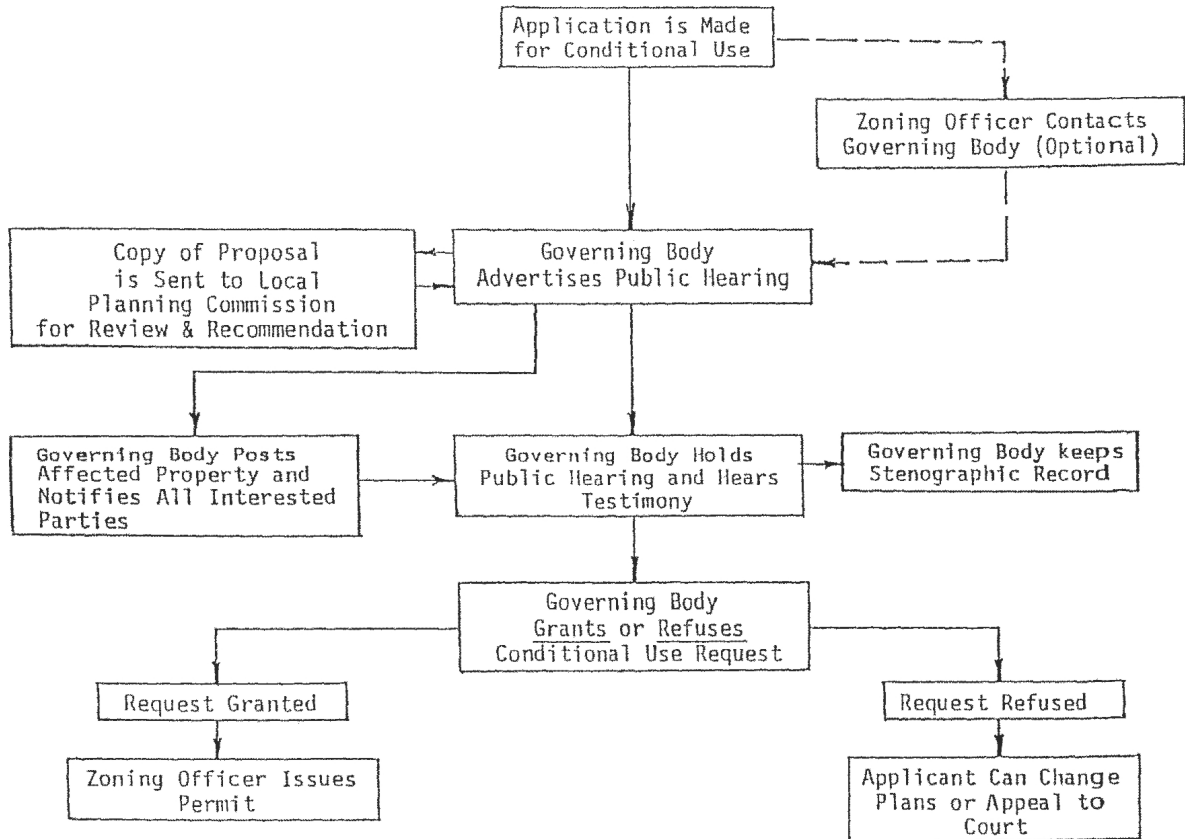 Application is Made
for Conditional Use
Zoning Officer Contacts
Governing Body (Optional)
Copy of Proposal
is Sent to Local
Planning Commission
for Review & Recommendation
Governing Body
Advertises Public Hearing
Governing Body Posts
Affected Property and
Notifies All Interested
Parties
Governing Body Holds
Public Hearing and Hears
Testimony
Governing Body keeps
Stenographic Record
Governing Body
Grants or Refuses
Conditional Use Request
Request Granted
Request Refused
Zoning Officer Issues
Permit
Applicant Can Change
Plans or Appeal to
Court